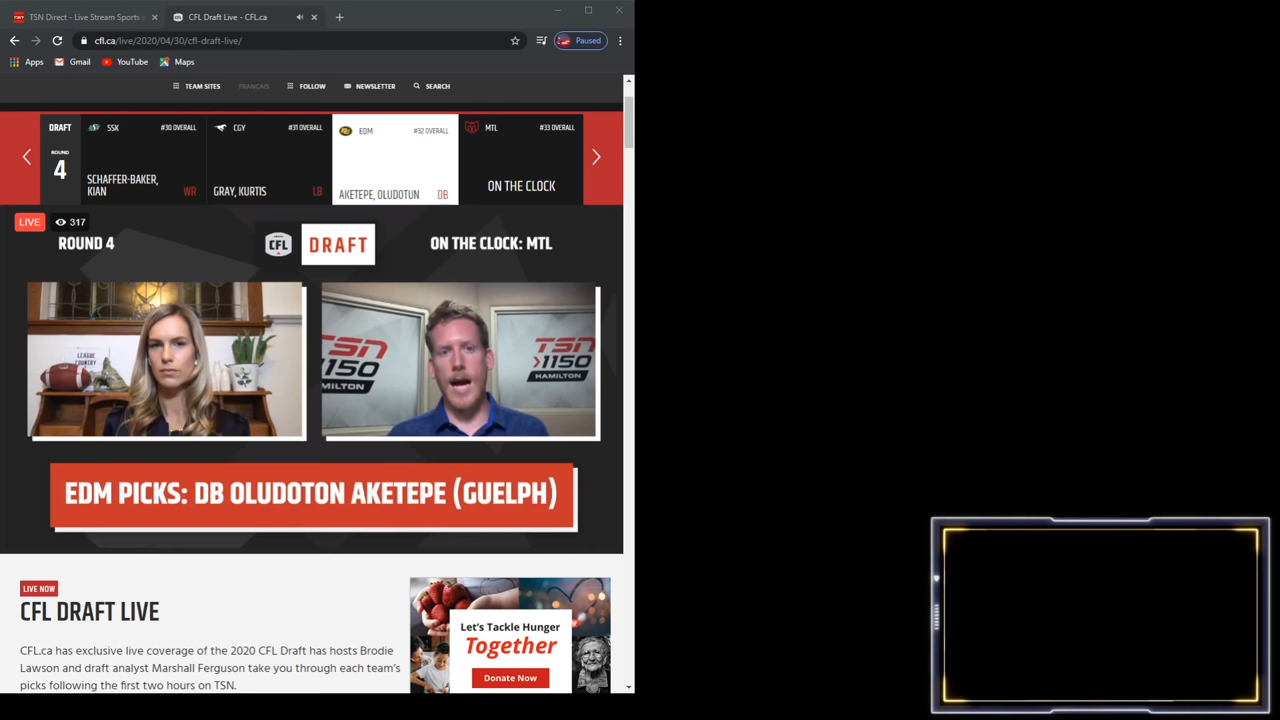 TSN Direct - Live Stream Sports
CFL Draft Live - CFL.ca
cfl.ca/live/2020/04/30/cfl-draft-live/
Paused
Apps
Gmail
YouTube
Maps
TEAM SITES
FRANÇAIS
FOLLOW
NEWSLETTER
SEARCH
DRAFT
ROUND
4
SSK
#30 OVERALL
SCHAFFER-BAKER,
KIAN
WR
CGY
#31 OVERALL
GRAY, KURTIS
LB
EDM
#32 OVERALL
AKETEPE, OLUDOTUN
DB
MTL
#33 OVERALL
ON THE CLOCK
LIVE
317
ROUND 4
CFL
DRAFT
ON THE CLOCK: MTL
LEAGUE
COUNTRY
TSN
1150
HAMILTON
TSN
1150
HAMILTON
EDM PICKS: DB OLUDOTON AKETEPE (GUELPH)
LIVE NOW
CFL DRAFT LIVE
CFL.ca has exclusive live coverage of the 2020 CFL Draft has hosts Brodie
Lawson and draft analyst Marshall Ferguson take you through each team's
picks following the first two hours on TSN.
Let's Tackle Hunger
Together
Donate Now